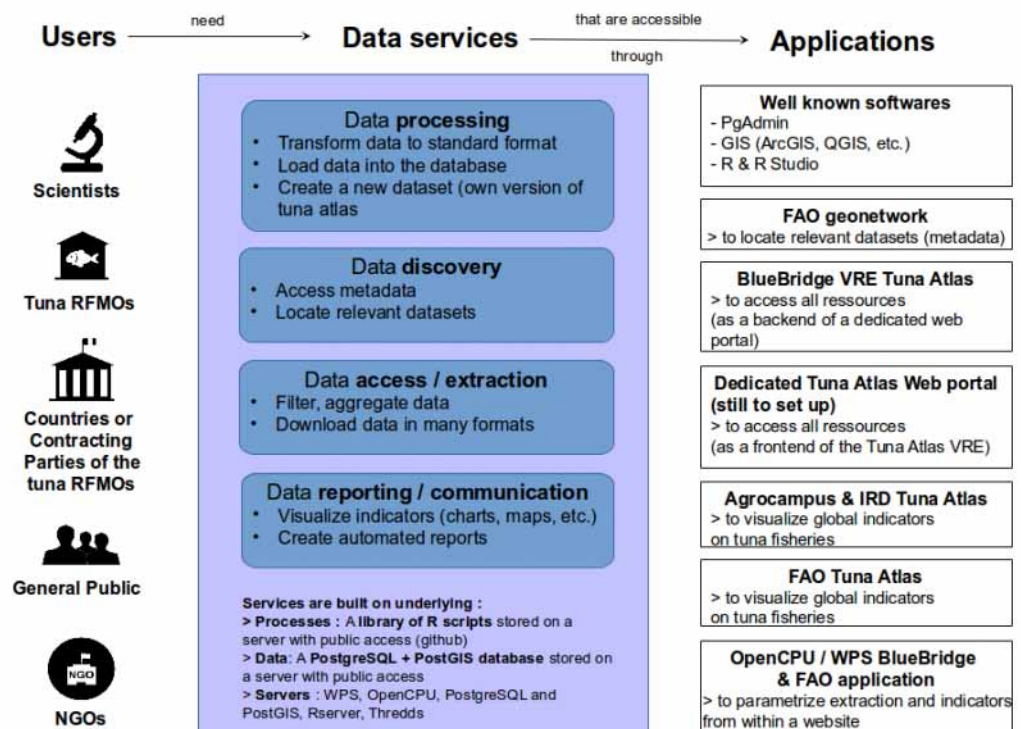 Users
need
Data services
that are accessible
through
Applications
Scientists
Tuna RFMOs
Countries or
Contracting
Parties of the
tuna RFMOs
General Public
NGO
NGOs
Data processing
• Transform data to standard format
• Load data into the database
• Create a new dataset (own version of
tuna atlas
Data discovery
• Access metadata
• Locate relevant datasets
Data access / extraction
• Filter, aggregate data
• Download data in many formats
Data reporting / communication
• Visualize indicators (charts, maps, etc.)
• Create automated reports
Services are built on underlying :
> Processes : A library of R scripts stored on a
server with public access (github)
> Data: A PostgreSQL + PostGIS database stored on
a server with public access
> Servers : WPS, OpenCPU, PostgreSQL and
PostGIS, Rserver, Thredds
Well known softwares
- PgAdmin
- GIS (ArcGIS, QGIS, etc.)
- R & R Studio
FAO geonetwork
> to locate relevant datasets (metadata)
BlueBridge VRE Tuna Atlas
> to access all ressources
(as a backend of a dedicated web
portal)
Dedicated Tuna Atlas Web portal
(still to set up)
> to access all ressources
(as a frontend of the Tuna Atlas VRE)
Agrocampus & IRD Tuna Atlas
> to visualize global indicators
on tuna fisheries
FAO Tuna Atlas
> to visualize global indicators
on tuna fisheries
OpenCPU / WPS BlueBridge
& FAO application
> to parametrize extraction and indicators
from within a website